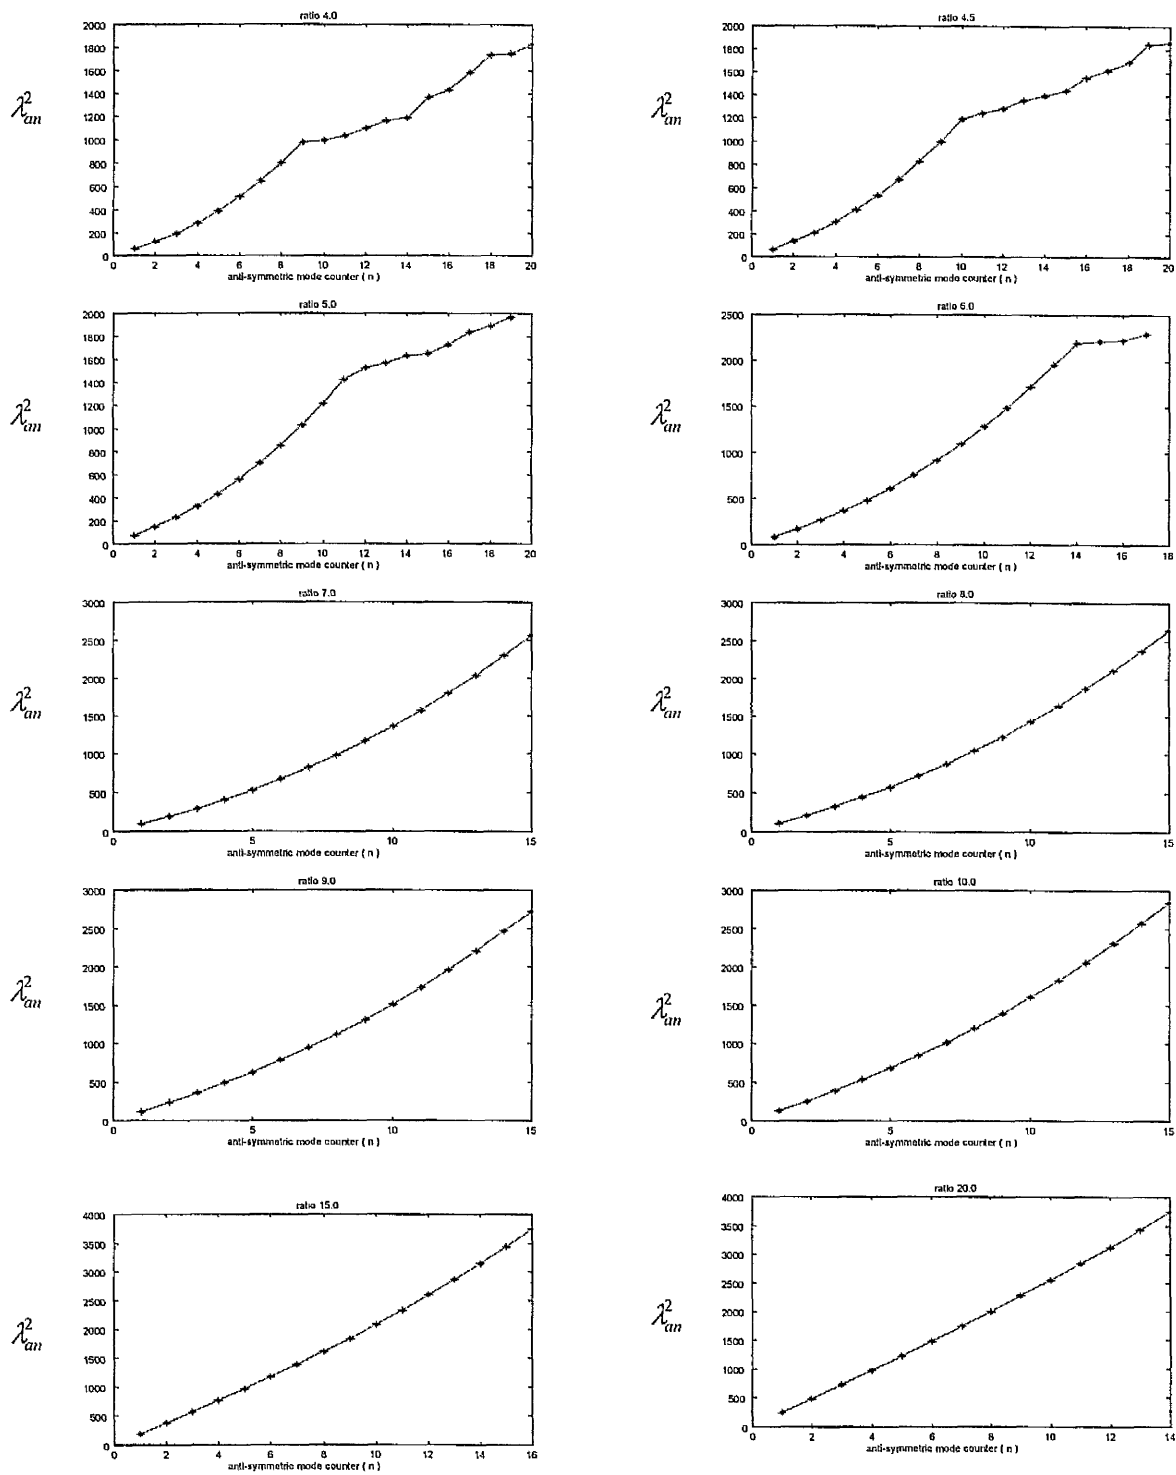 ratio 4.0
λ²an
2000
1800
1600
1400
1200
1000
800
600
400
200
0
0 2 4 6 8 10 12 14 16 18 20
anti-symmetric mode counter ( n )
ratio 4.5
λ²an
2000
1800
1600
1400
1200
1000
800
600
400
200
0
0 2 4 6 8 10 12 14 16 18 20
anti-symmetric mode counter ( n )
ratio 5.0
λ²an
2000
1800
1600
1400
1200
1000
800
600
400
200
0
0 2 4 6 8 10 12 14 16 18 20
anti-symmetric mode counter ( n )
ratio 6.0
λ²an
2500
2000
1500
1000
500
0
0 2 4 6 8 10 12 14 16 18
anti-symmetric mode counter ( n )
ratio 7.0
λ²an
3000
2500
2000
1500
1000
500
0
0 5 10 15
anti-symmetric mode counter ( n )
ratio 8.0
λ²an
3000
2500
2000
1500
1000
500
0
0 5 10 15
anti-symmetric mode counter ( n )
ratio 9.0
λ²an
3000
2500
2000
1500
1000
500
0
0 5 10 15
anti-symmetric mode counter ( n )
ratio 10.0
λ²an
3000
2500
2000
1500
1000
500
0
0 5 10 15
anti-symmetric mode counter ( n )
ratio 15.0
λ²an
4000
3500
3000
2500
2000
1500
1000
500
0
0 2 4 6 8 10 12 14 16
anti-symmetric mode counter ( n )
ratio 20.0
λ²an
4000
3500
3000
2500
2000
1500
1000
500
0
0 2 4 6 8 10 12 14
anti-symmetric mode counter ( n )